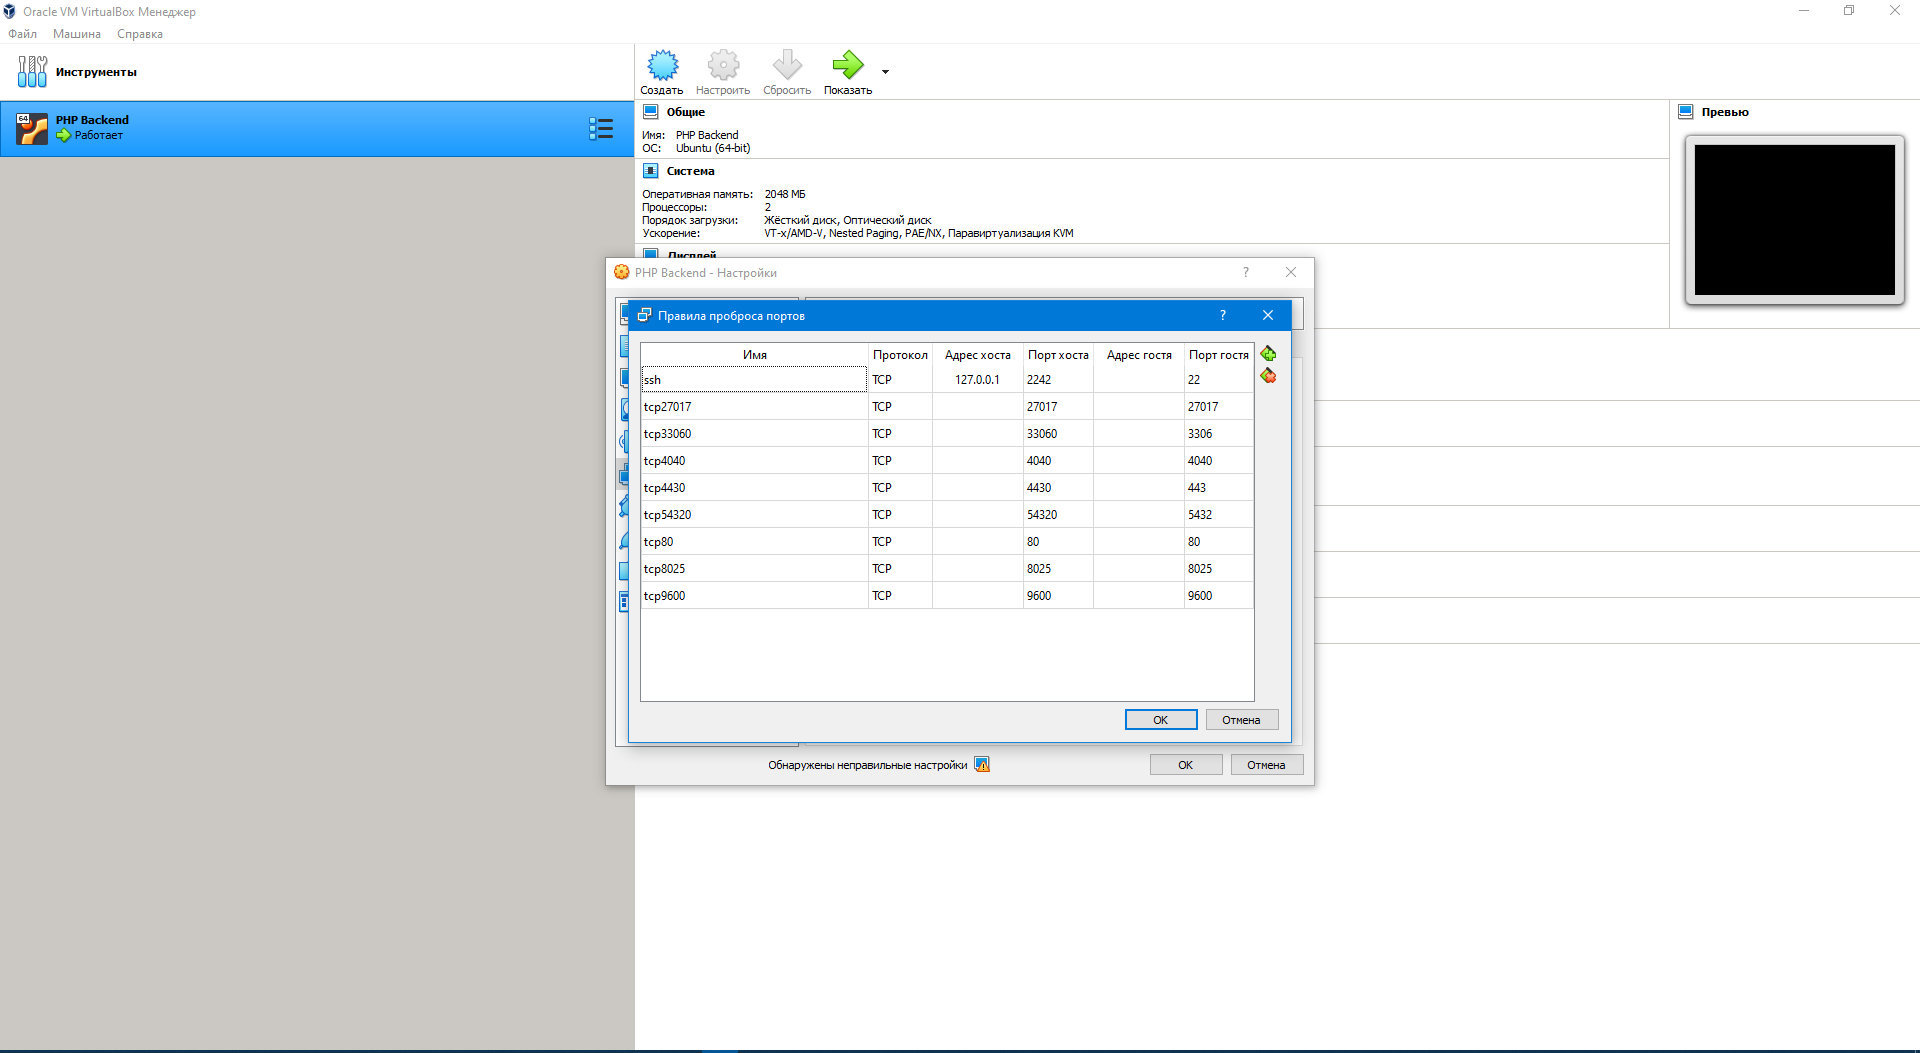 Oracle VM VirtualBox Менеджер
Файл Машина Справка
Инструменты
64
PHP Backend
Работает
Создать Настроить Сбросить Показать
Общие
Имя: PHP Backend
ОС: Ubuntu (64-bit)
Превью
Система
Оперативная память: 2048 МБ
Процессоры: 2
Порядок загрузки: Жёсткий диск, Оптический диск
Ускорение: VT-x/AMD-V, Nested Paging, PAE/NX, Паравиртуализация KVM
Дисплей
PHP Backend - Настройки ?
Правила проброса портов ?
Имя Протокол Адрес хоста Порт хоста Адрес гостя Порт гостя
ssh TCP 127.0.0.1 2242 22
tcp27017 TCP 27017 27017
tcp33060 TCP 33060 3306
tcp4040 TCP 4040 4040
tcp4430 TCP 4430 443
tcp54320 TCP 54320 5432
tcp80 TCP 80 80
tcp8025 TCP 8025 8025
tcp9600 TCP 9600 9600
OK Отмена
Обнаружены неправильные настройки OK Отмена